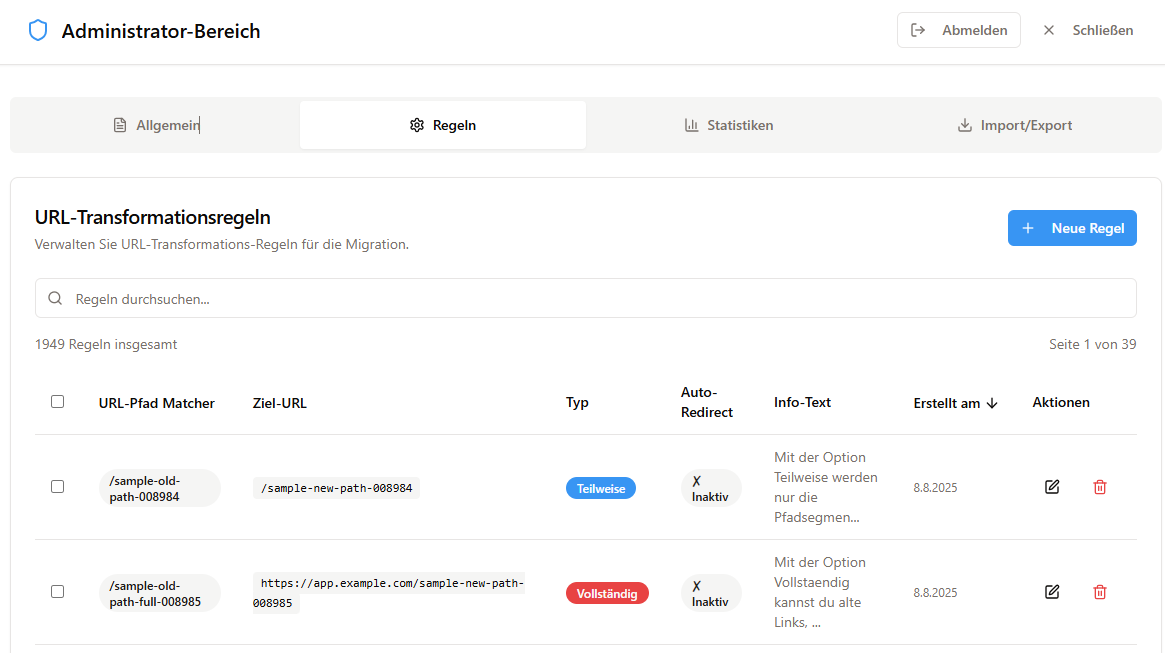 Administrator-Bereich
Abmelden
Schließen
Allgemein
Regeln
Statistiken
Import/Export
URL-Transformationsregeln
Verwalten Sie URL-Transformations-Regeln für die Migration.
Neue Regel
Regeln durchsuchen...
1949 Regeln insgesamt
Seite 1 von 39
URL-Pfad Matcher
Ziel-URL
Typ
Auto-
Redirect
Info-Text
Erstellt am
Aktionen
/sample-old-
path-008984
/sample-new-path-008984
Teilweise
✗
Inaktiv
Mit der Option
Teilweise werden
nur die
Pfadsegmen...
8.8.2025
/sample-old-
path-full-008985
https://app.example.com/sample-new-path-
008985
Vollständig
✗
Inaktiv
Mit der Option
Vollstaendig
kannst du alte
Links, ...
8.8.2025